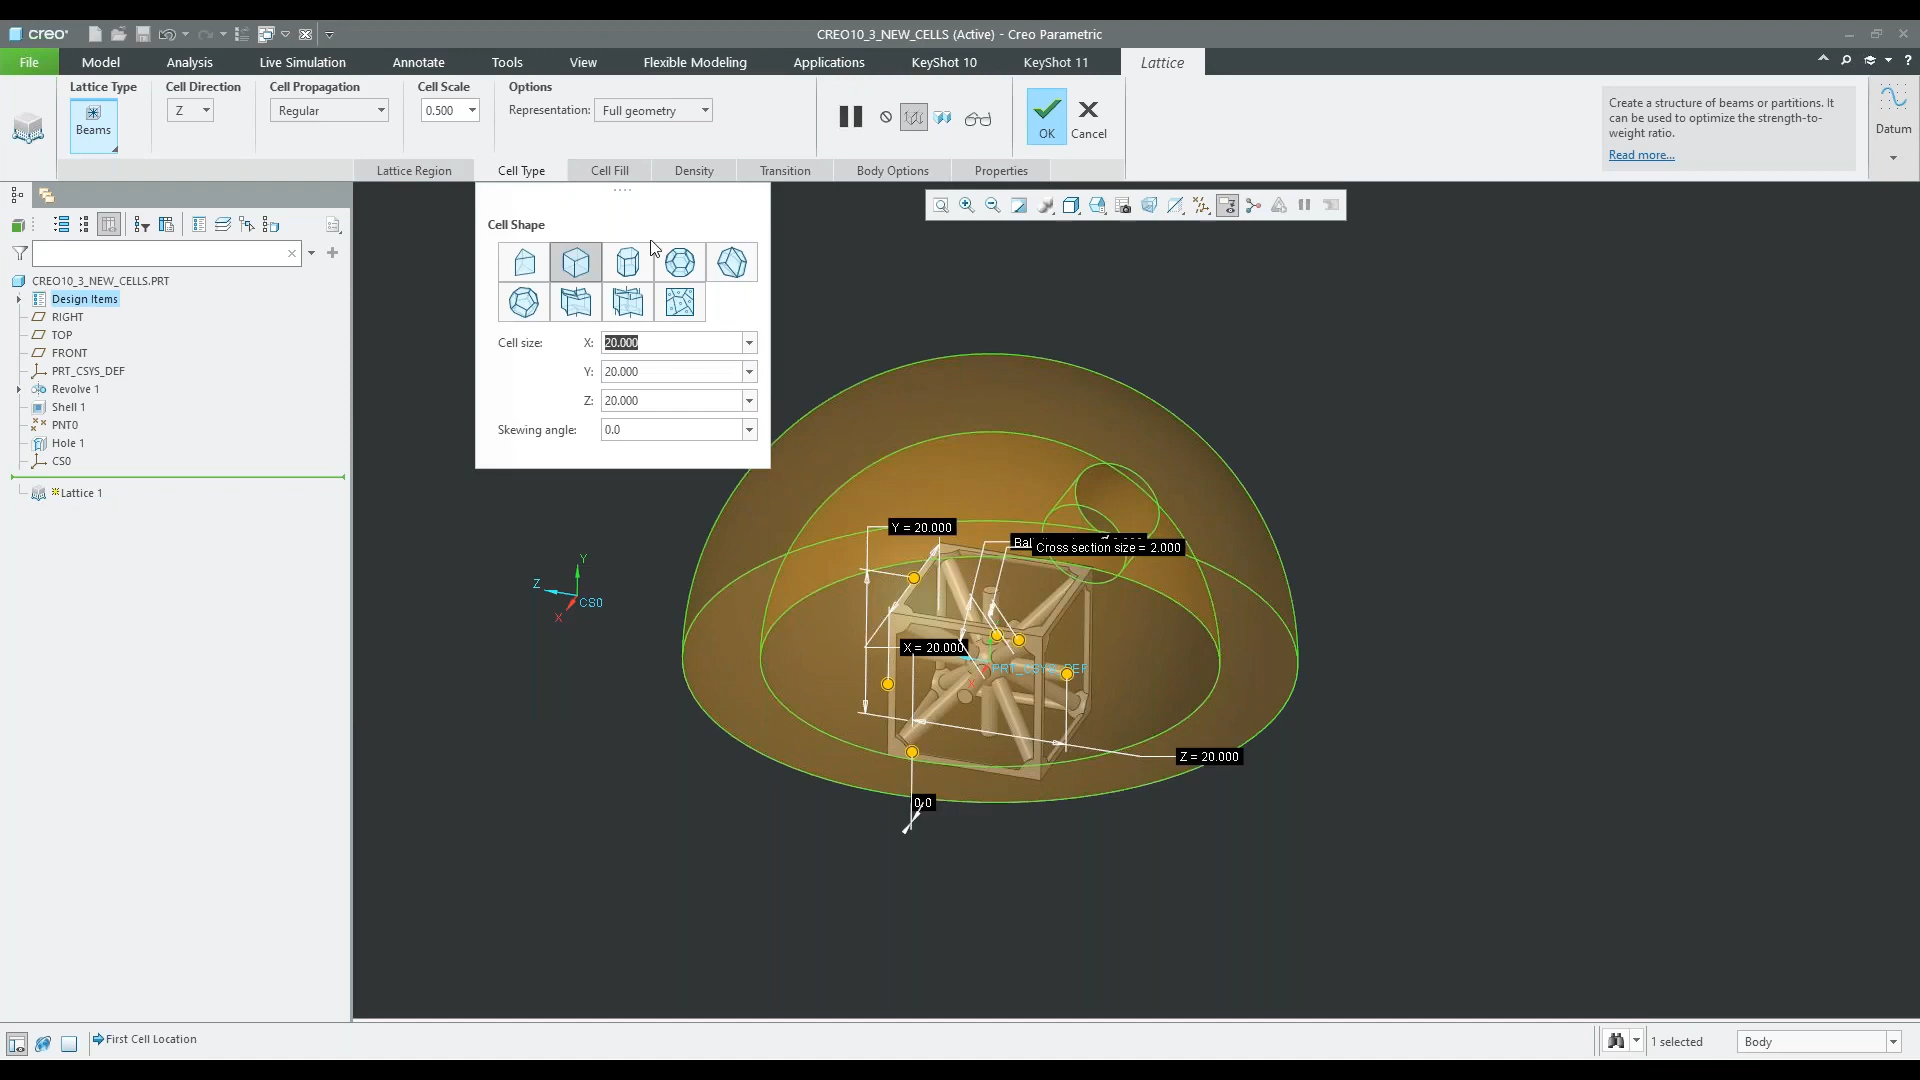 creo
CREO10_3_NEW_CELLS (Active) - Creo Parametric
File
Model
Analysis
Live Simulation
Annotate
Tools
View
Flexible Modeling
Applications
KeyShot 10
KeyShot 11
Lattice
Lattice Type
Beams
Cell Direction
Z
Cell Propagation
Regular
Cell Scale
0.500
Options
Representation: Full geometry
OK
Cancel
Create a structure of beams or partitions. It
can be used to optimize the strength-to-
weight ratio.
Read more...
Datum
Lattice Region
Cell Type
Cell Fill
Density
Transition
Body Options
Properties
Cell Shape
Cell size: X: 20.000
Y: 20.000
Z: 20.000
Skewing angle: 0.0
CREO10_3_NEW_CELLS.PRT
Design Items
RIGHT
TOP
FRONT
PRT_CSYS_DEF
Revolve 1
Shell 1
PNT0
Hole 1
CS0
Lattice 1
Y = 20.000
Bal
Cross section size = 2.000
X = 20.000
PRT_CSYS_DEF
X
Z = 20.000
0.0
Y
Z
X
CS0
First Cell Location
1 selected
Body